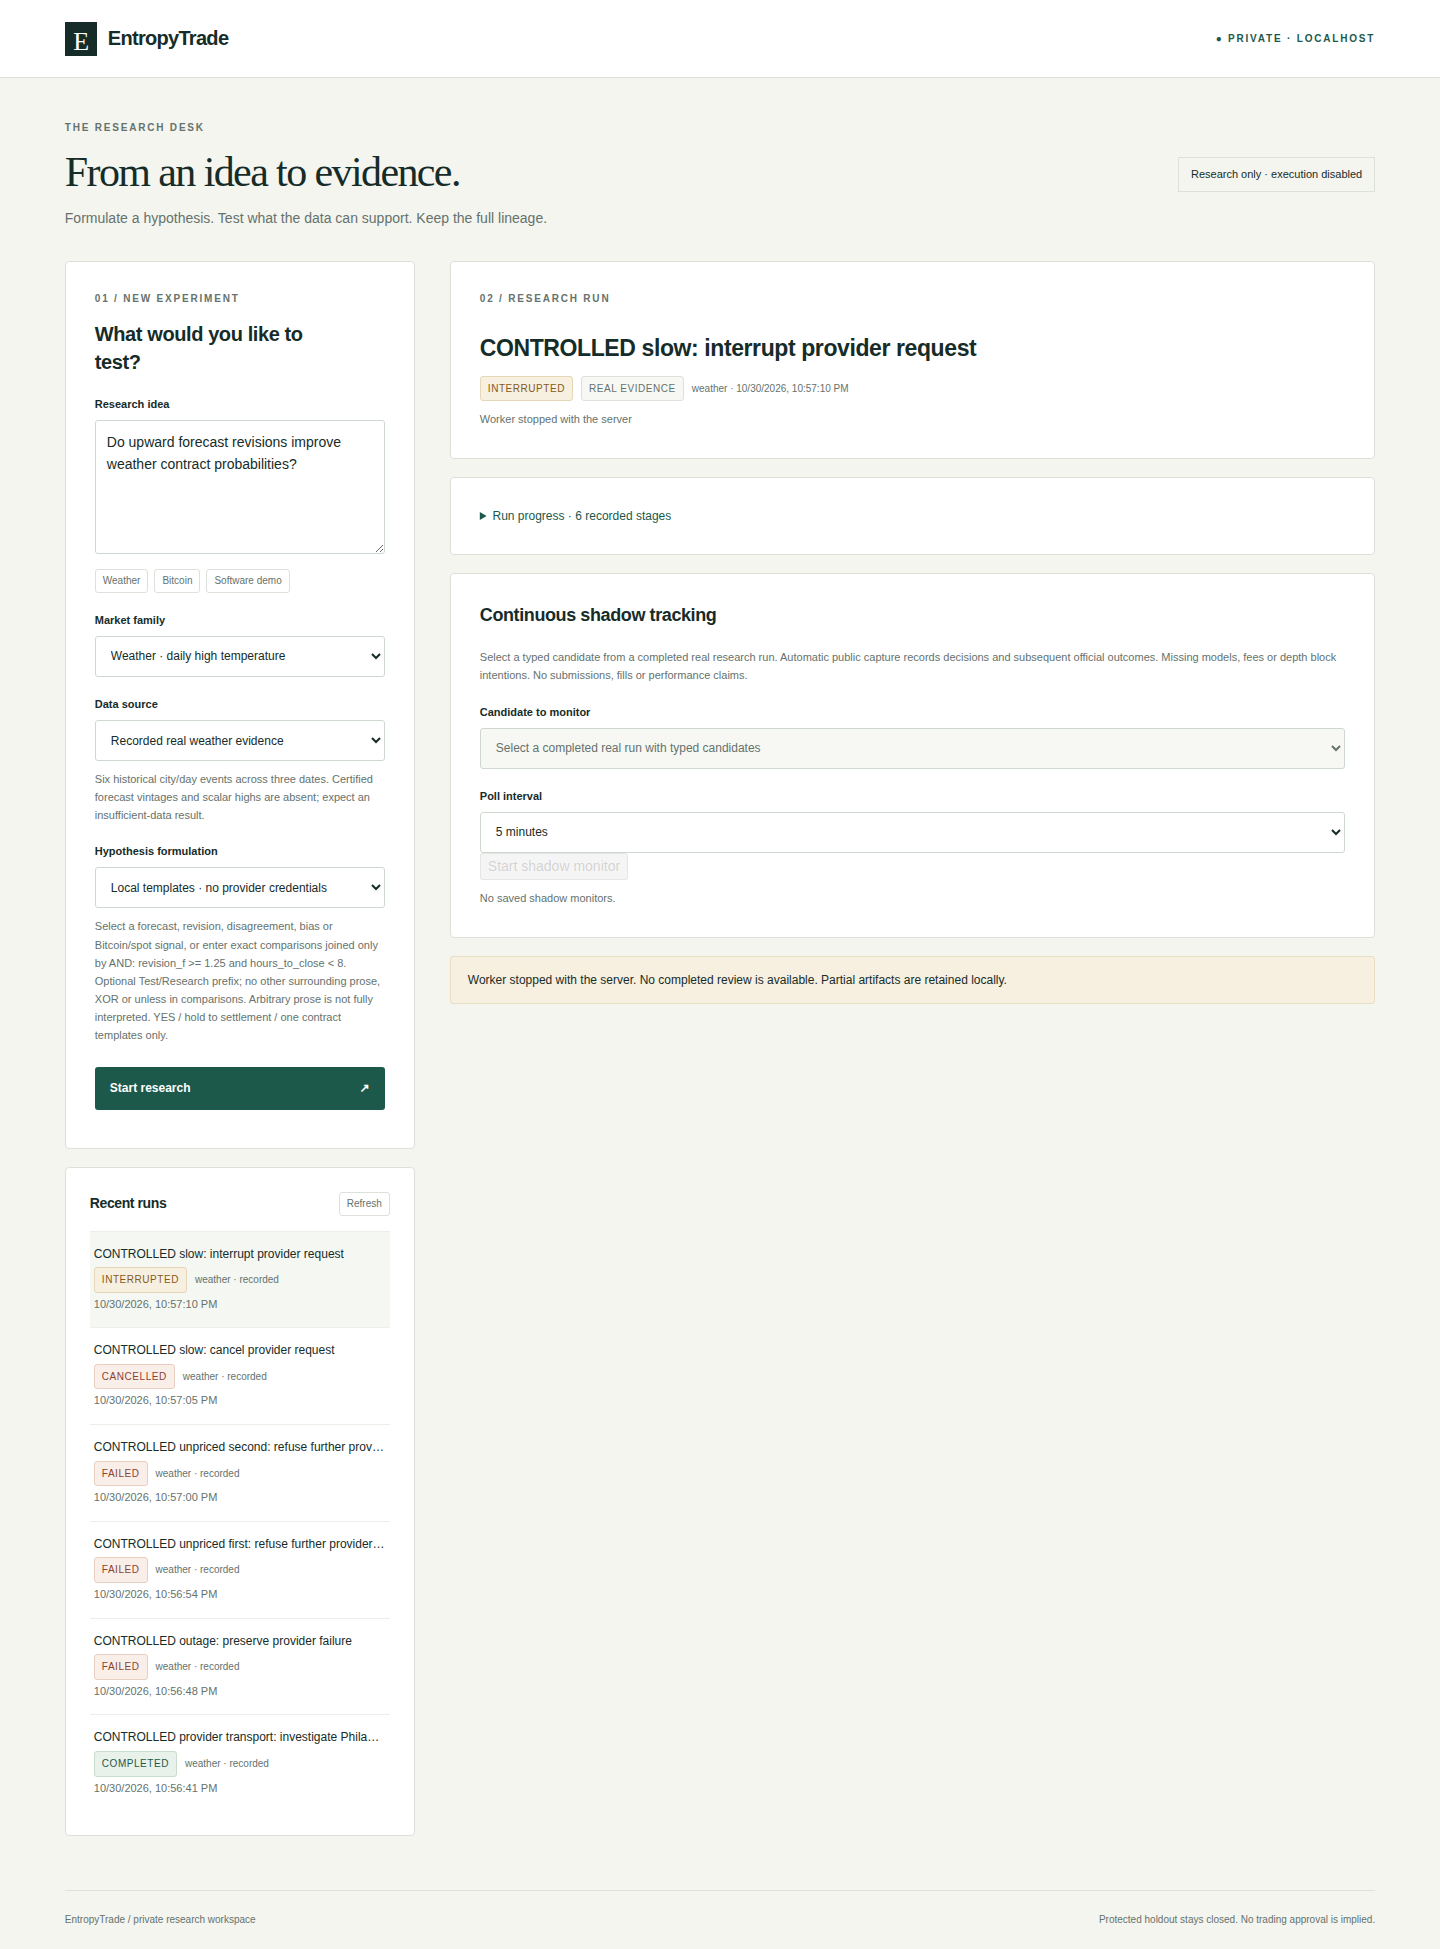 E EntropyTrade
● PRIVATE · LOCALHOST
THE RESEARCH DESK
From an idea to evidence.
Research only · execution disabled
Formulate a hypothesis. Test what the data can support. Keep the full lineage.
01 / NEW EXPERIMENT
What would you like to
test?
Research idea
Do upward forecast revisions improve
weather contract probabilities?
Weather
Bitcoin
Software demo
Market family
Weather · daily high temperature
Data source
Recorded real weather evidence
Six historical city/day events across three dates. Certified
forecast vintages and scalar highs are absent; expect an
insufficient-data result.
Hypothesis formulation
Local templates · no provider credentials
Select a forecast, revision, disagreement, bias or
Bitcoin/spot signal, or enter exact comparisons joined only
by AND: revision_f >= 1.25 and hours_to_close < 8.
Optional Test/Research prefix; no other surrounding prose,
XOR or unless in comparisons. Arbitrary prose is not fully
interpreted. YES / hold to settlement / one contract
templates only.
Start research ↗
Recent runs
Refresh
CONTROLLED slow: interrupt provider request
INTERRUPTED weather · recorded
10/30/2026, 10:57:10 PM
CONTROLLED slow: cancel provider request
CANCELLED weather · recorded
10/30/2026, 10:57:05 PM
CONTROLLED unpriced second: refuse further prov…
FAILED weather · recorded
10/30/2026, 10:57:00 PM
CONTROLLED unpriced first: refuse further provider…
FAILED weather · recorded
10/30/2026, 10:56:54 PM
CONTROLLED outage: preserve provider failure
FAILED weather · recorded
10/30/2026, 10:56:48 PM
CONTROLLED provider transport: investigate Phila…
COMPLETED weather · recorded
10/30/2026, 10:56:41 PM
02 / RESEARCH RUN
CONTROLLED slow: interrupt provider request
INTERRUPTED REAL EVIDENCE weather · 10/30/2026, 10:57:10 PM
Worker stopped with the server
▶ Run progress · 6 recorded stages
Continuous shadow tracking
Select a typed candidate from a completed real research run. Automatic public capture records decisions and subsequent official outcomes. Missing models, fees or depth block
intentions. No submissions, fills or performance claims.
Candidate to monitor
Select a completed real run with typed candidates
Poll interval
5 minutes
Start shadow monitor
No saved shadow monitors.
Worker stopped with the server. No completed review is available. Partial artifacts are retained locally.
EntropyTrade / private research workspace
Protected holdout stays closed. No trading approval is implied.